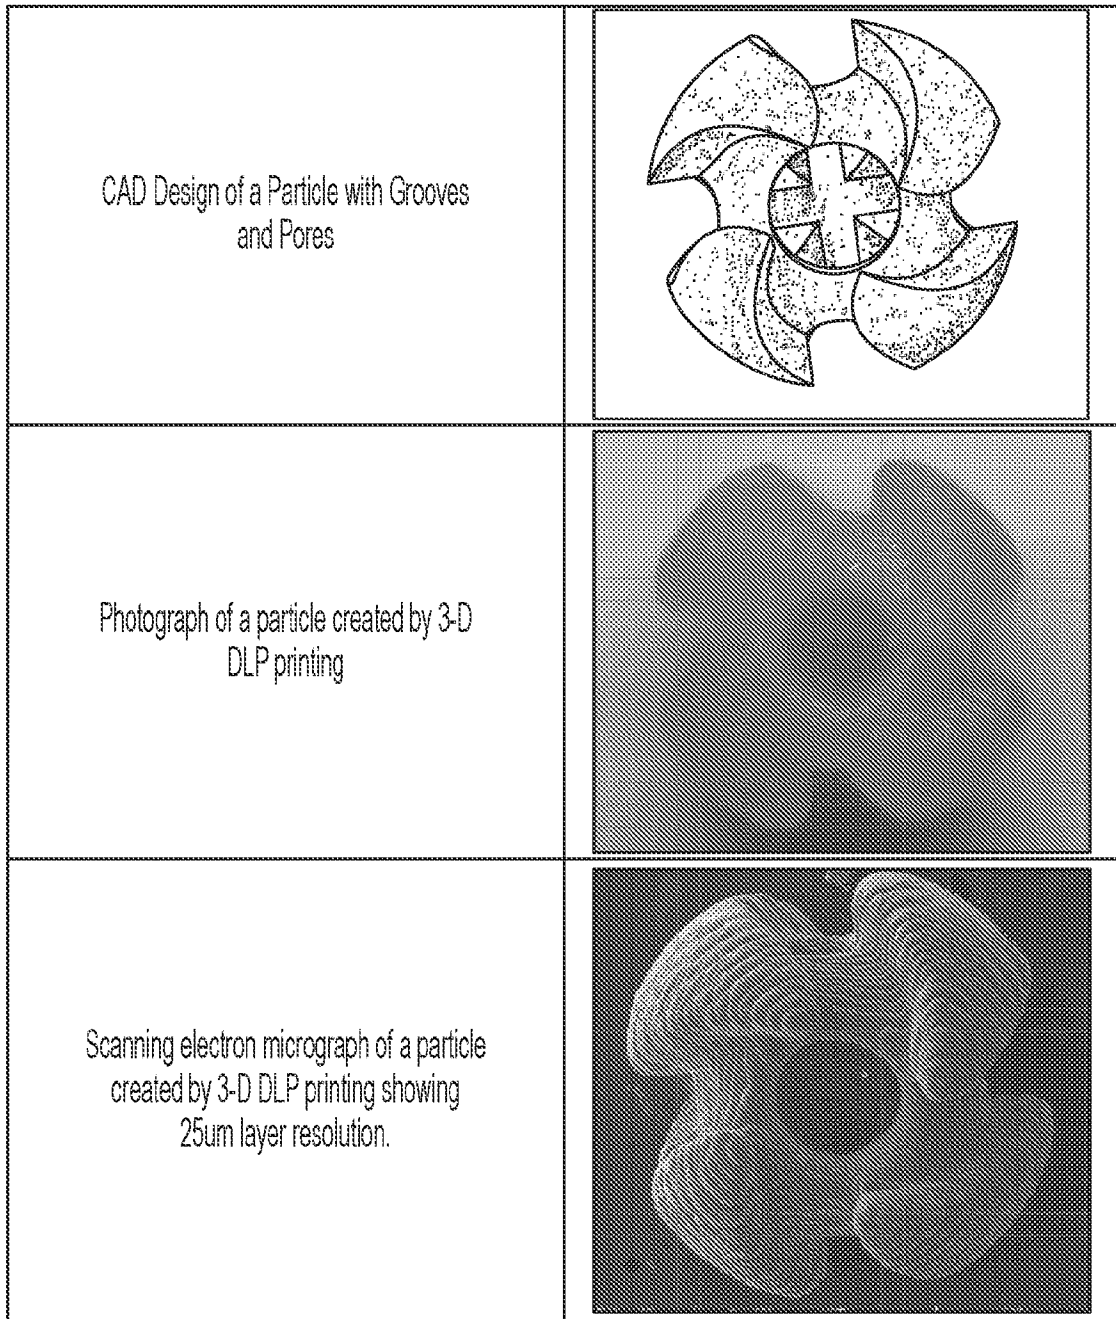 CAD Design of a Particle with Grooves
and Pores
Photograph of a particle created by 3-D
DLP printing
Scanning electron micrograph of a particle
created by 3-D DLP printing showing
25um layer resolution.